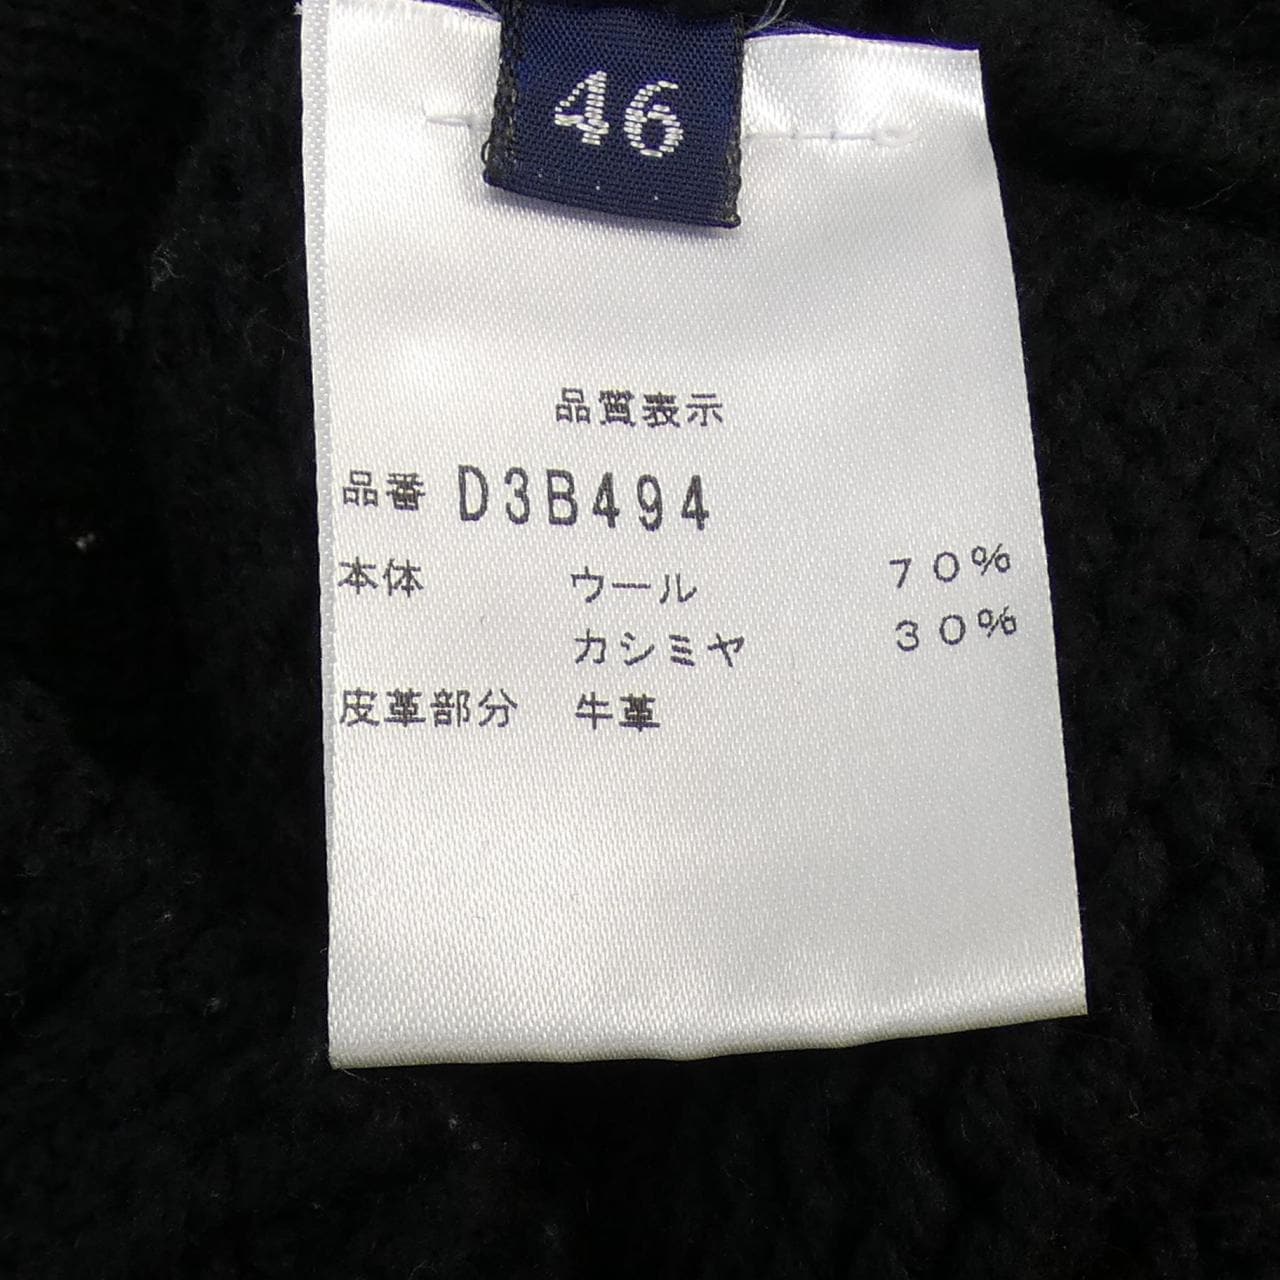 46
品質表示
品番 D3B494
本体 ウール 70%
カシミヤ 30%
皮革部分 牛革